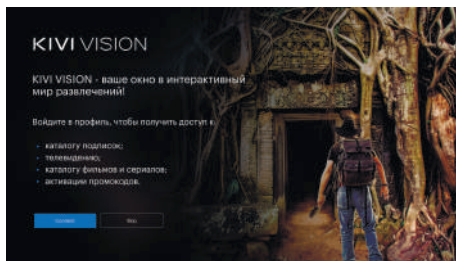 KIVI VISION
KIVI VISION - ваше окно в интерактивный
мир развлечений!
Войдите в профиль, чтобы получить доступ к:
- каталогу подписок;
- телевидению;
- каталогу фильмов и сериалов;
- активации промокодов.